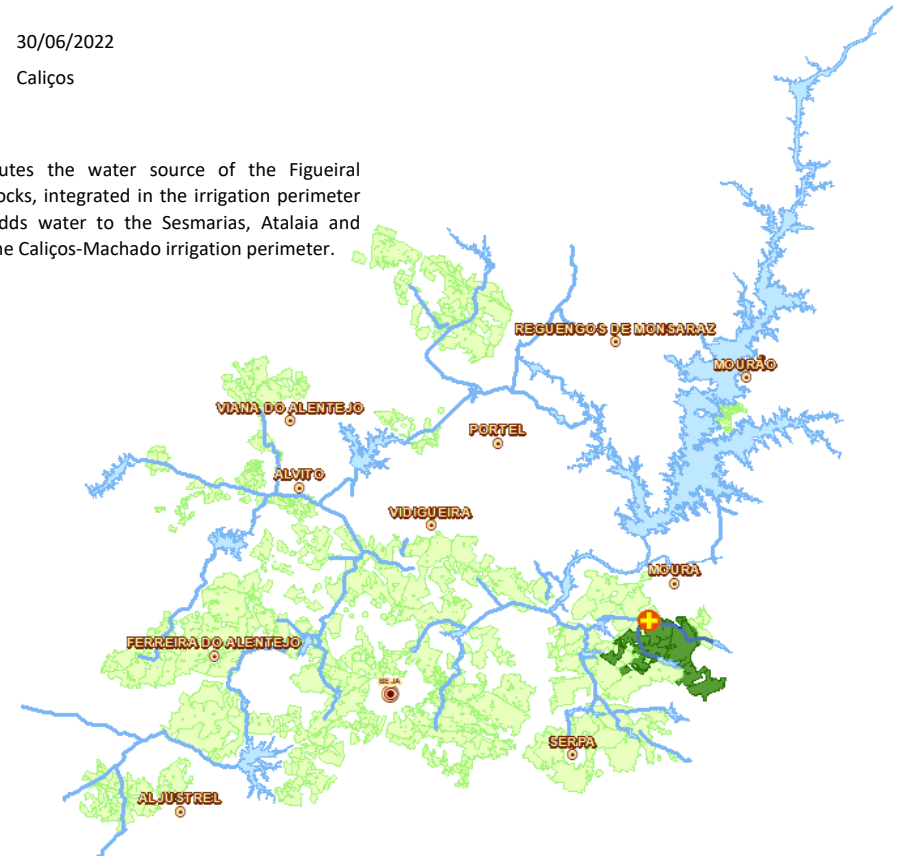 30/06/2022
Caliços
utes the water source of the Figueiral
ocks, integrated in the irrigation perimeter
dds water to the Sesmarias, Atalaia and
he Caliços-Machado irrigation perimeter.
REGUENGOS DE MONSARAZ
MOURÃO
VIANA DO ALENTEJO
PORTEL
ALVITO
VIDIGUEIRA
MOURA
FERREIRA DO ALENTEJO
BEJA
SERPA
ALJUSTREL